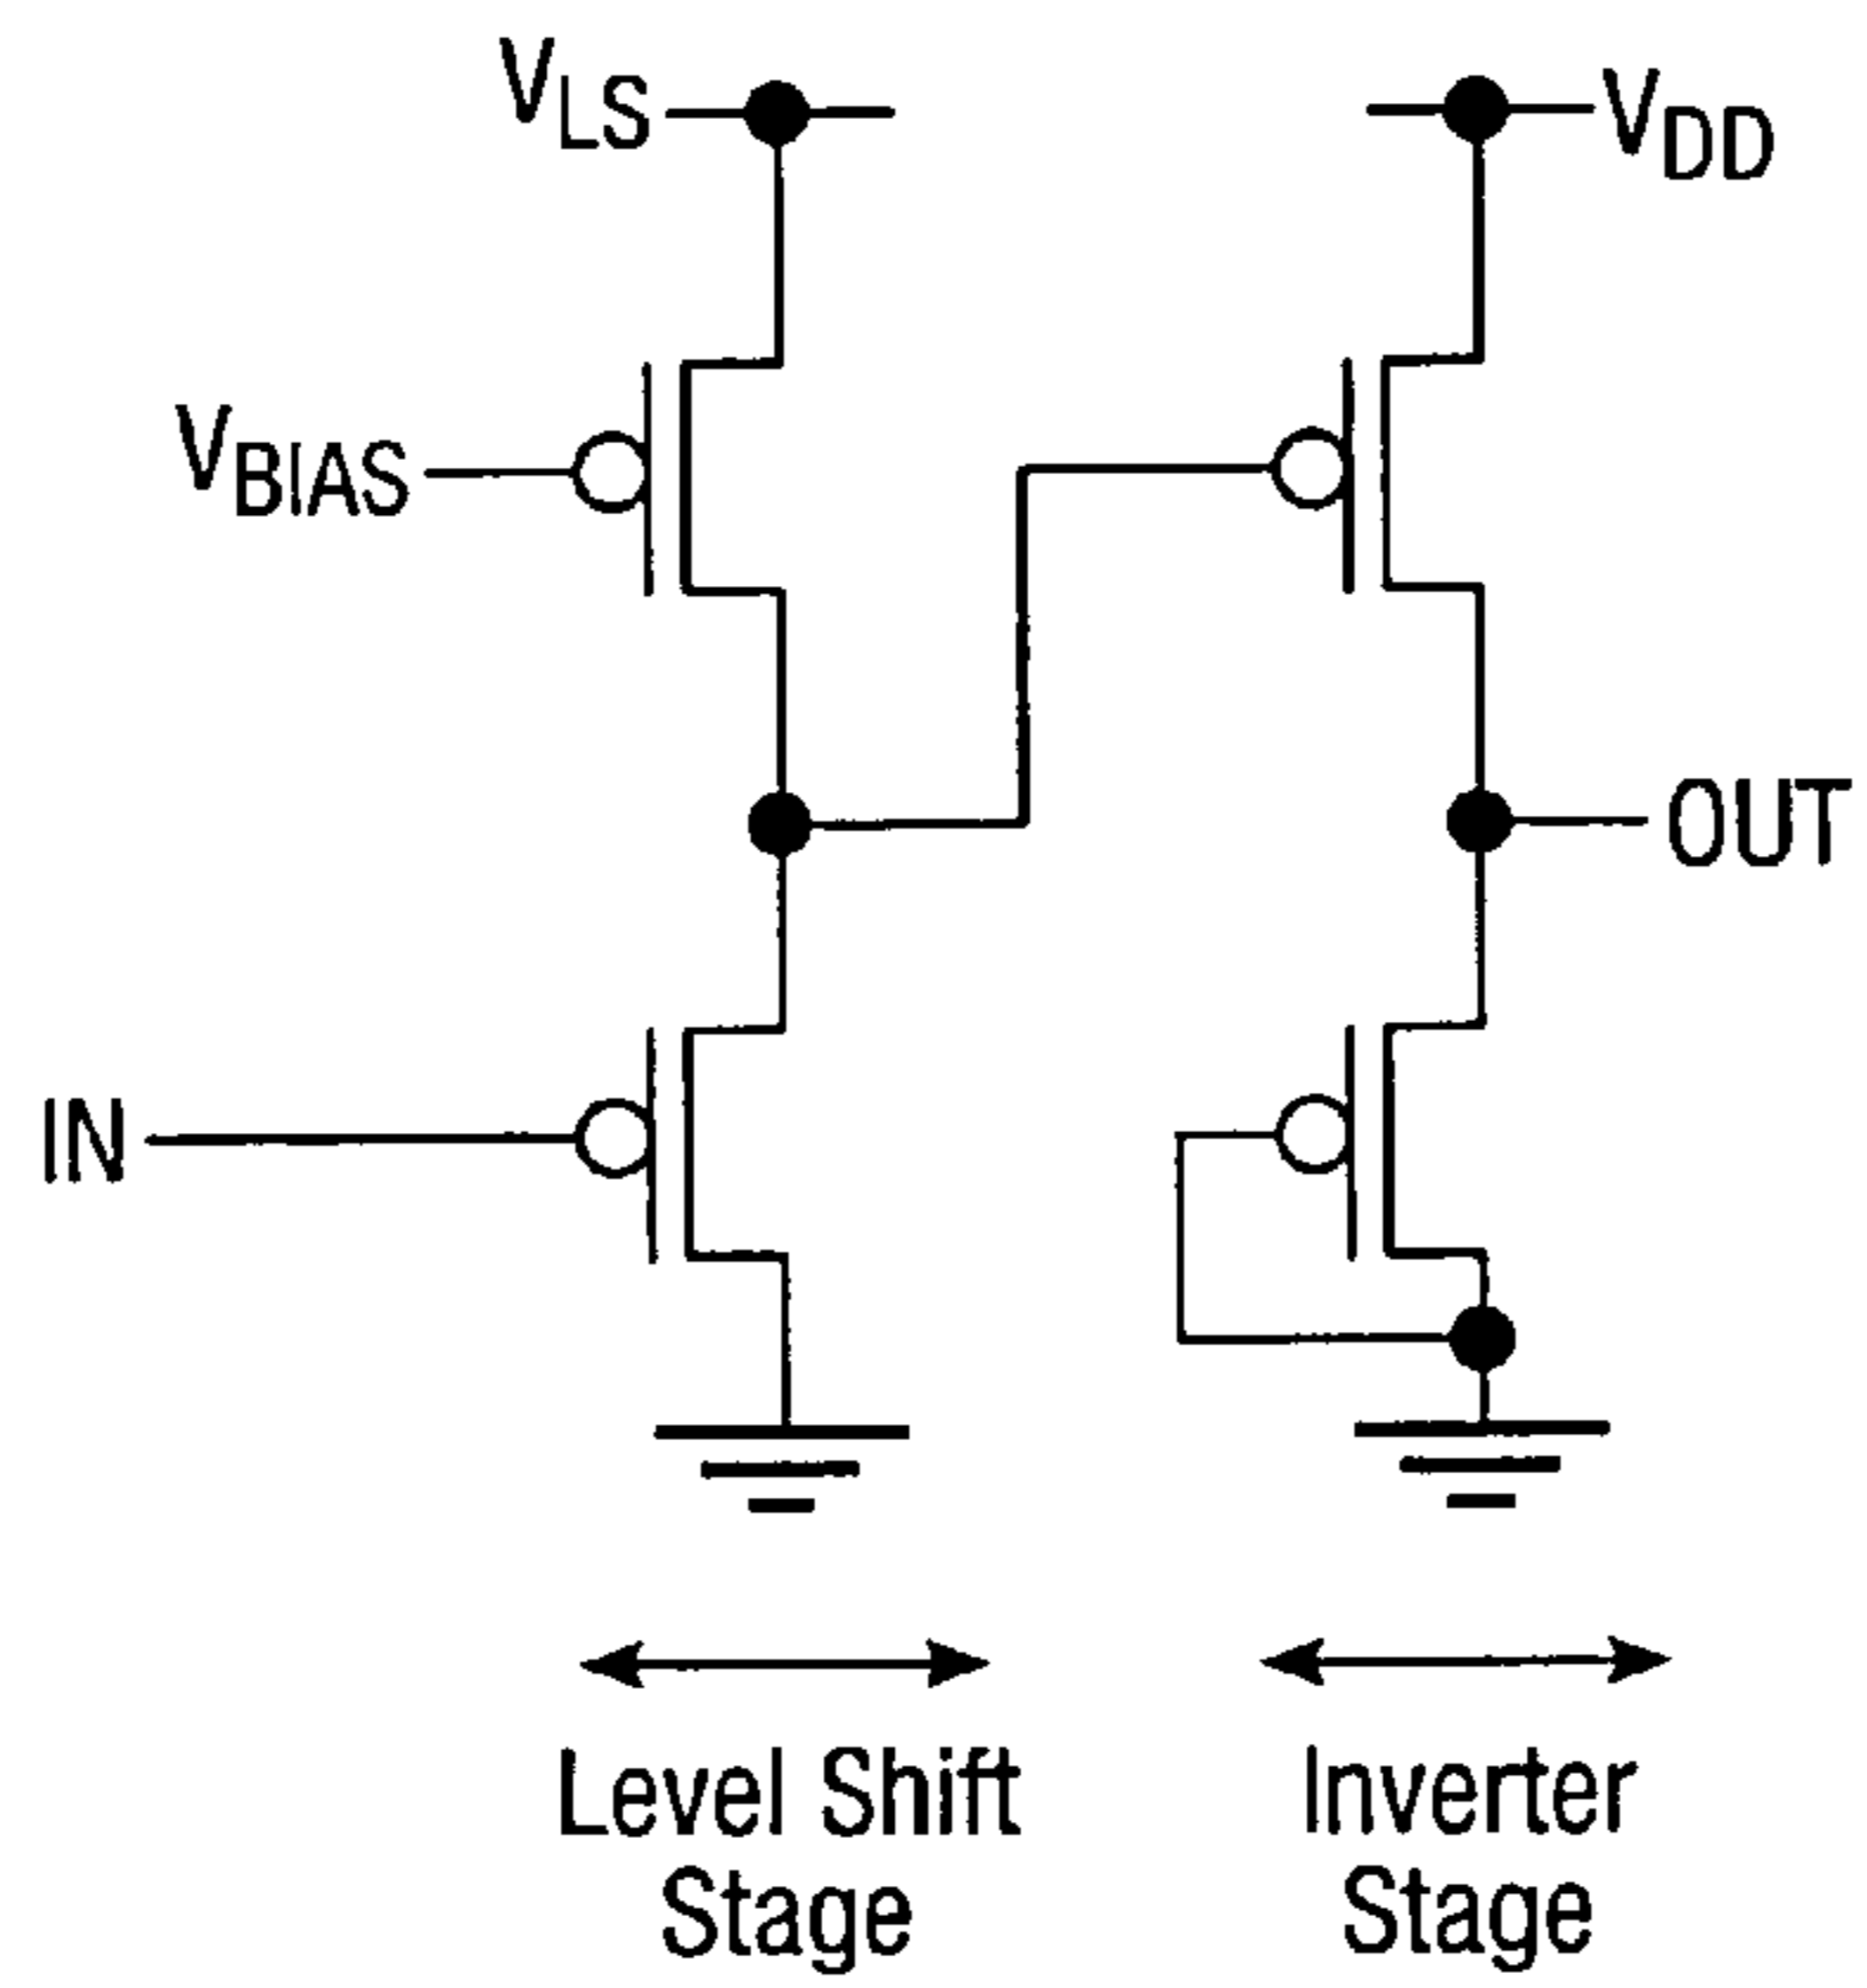 VLS
VDD
VBIAS
OUT
IN
Level Shift
Stage
Inverter
Stage